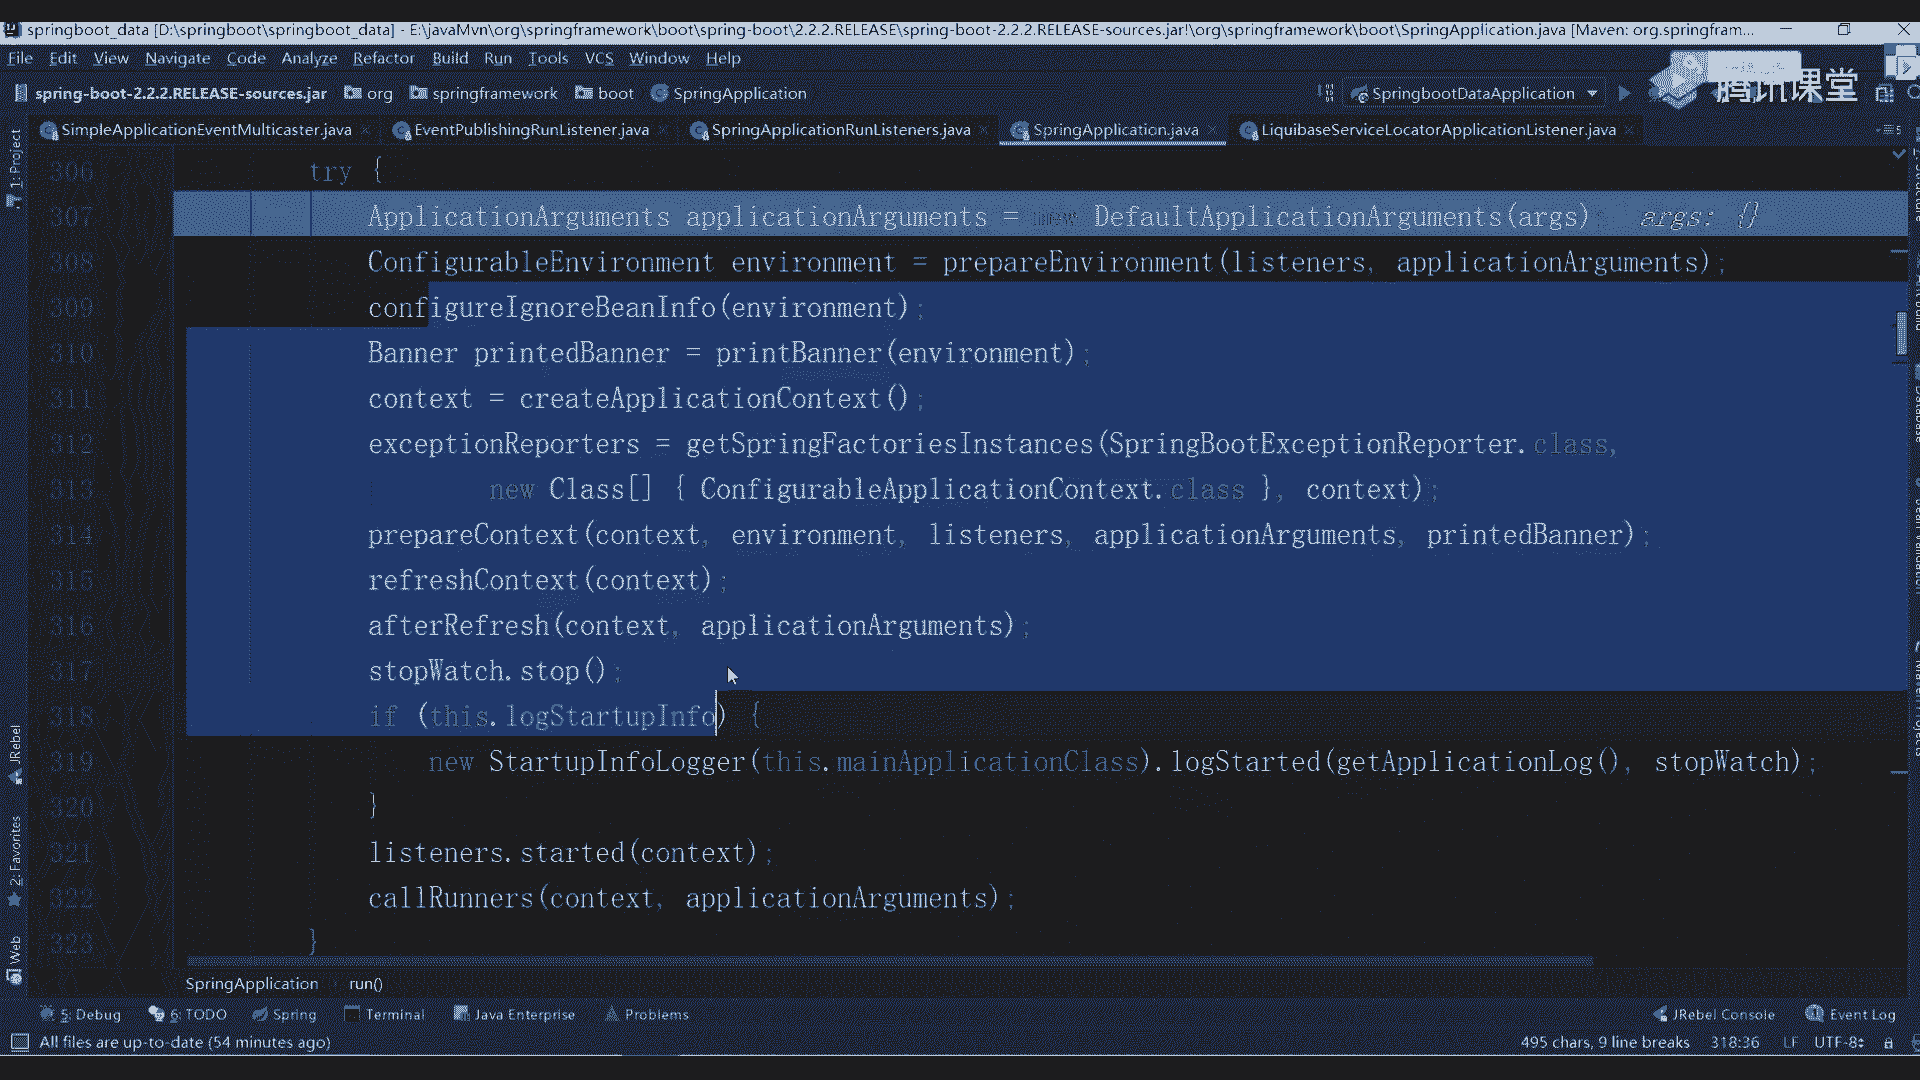 springboot_data [D:\springboot\springboot_data] - E:\javaMvn\org\springframework\boot\spring-boot\2.2.2.RELEASE\spring-boot-2.2.2.RELEASE-sources.jar!\org\springframework\boot\SpringApplication.java [Maven: org.springfram...
File Edit View Navigate Code Analyze Refactor Build Run Tools VCS Window Help
spring-boot-2.2.2.RELEASE-sources.jar org springframework boot SpringApplication SpringbootDataApplication 腾讯课堂
SimpleApplicationEventMulticaster.java EventPublishingRunListener.java SpringApplicationRunListeners.java SpringApplication.java LiquibaseServiceLocatorApplicationListener.java
1: Project
306 try {
307 ApplicationArguments applicationArguments = new DefaultApplicationArguments(args); args: {}
308 ConfigurableEnvironment environment = prepareEnvironment(listeners, applicationArguments);
309 configureIgnoreBeanInfo(environment);
310 Banner printedBanner = printBanner(environment);
311 context = createApplicationContext();
312 exceptionReporters = getSpringFactoriesInstances(SpringBootExceptionReporter.class,
313 new Class[] { ConfigurableApplicationContext.class }, context);
314 prepareContext(context, environment, listeners, applicationArguments, printedBanner);
315 refreshContext(context);
316 afterRefresh(context, applicationArguments);
317 stopWatch.stop();
318 if (this.logStartupInfo) {
319 new StartupInfoLogger(this.mainApplicationClass).logStarted(getApplicationLog(), stopWatch);
320 }
321 listeners.started(context);
322 callRunners(context, applicationArguments);
323 }
JRebel
2: Favorites
Web
SpringApplication run()
5: Debug 6: TODO Spring Terminal Java Enterprise Problems JRebel Console Event Log
All files are up-to-date (54 minutes ago) 495 chars, 9 line breaks 318:36 LF UTF-8